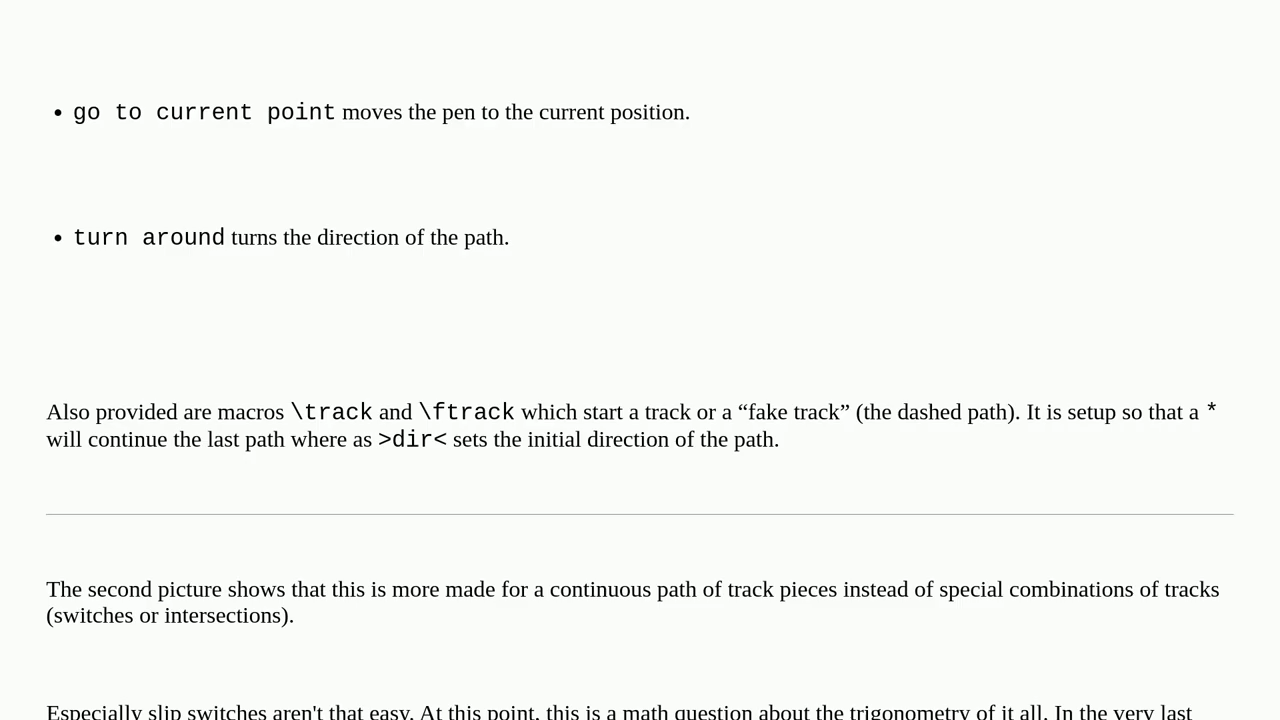 • go to current point moves the pen to the current position.
• turn around turns the direction of the path.
Also provided are macros \track and \ftrack which start a track or a “fake track” (the dashed path). It is setup so that a *
will continue the last path where as >dir< sets the initial direction of the path.
The second picture shows that this is more made for a continuous path of track pieces instead of special combinations of tracks
(switches or intersections).
Especially slip switches aren't that easy. At this point, this is a math question about the trigonometry of it all. In the very last